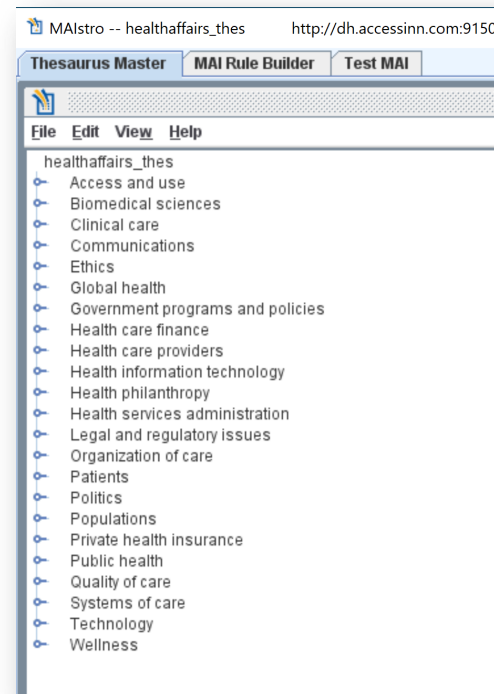 MAIstro -- healthaffairs_thes http://dh.accessinn.com:9150
Thesaurus Master MAI Rule Builder Test MAI
File Edit View Help
healthaffairs_thes
Access and use
Biomedical sciences
Clinical care
Communications
Ethics
Global health
Government programs and policies
Health care finance
Health care providers
Health information technology
Health philanthropy
Health services administration
Legal and regulatory issues
Organization of care
Patients
Politics
Populations
Private health insurance
Public health
Quality of care
Systems of care
Technology
Wellness